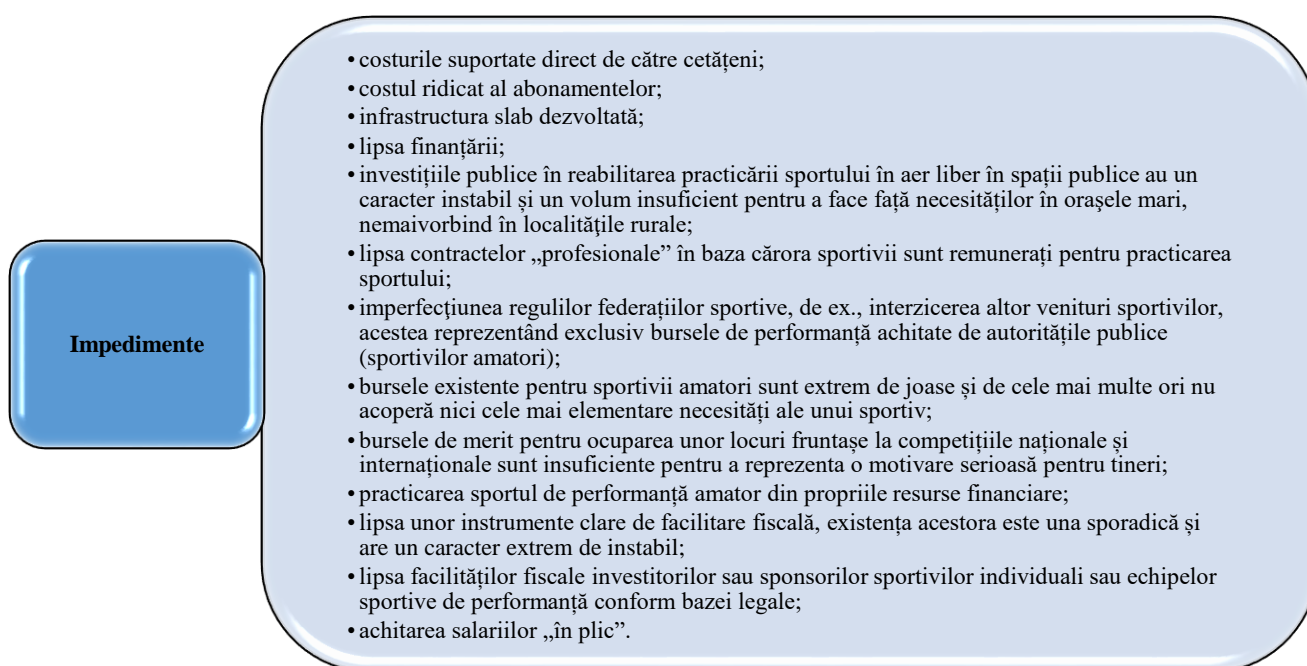 Impedimente
• costurile suportate direct de către cetățeni;
• costul ridicat al abonamentelor;
• infrastructura slab dezvoltată;
• lipsa finanțării;
• investițiile publice în reabilitarea practicării sportului în aer liber în spații publice au un
caracter instabil și un volum insuficient pentru a face față necesităților în oraşele mari,
nemaivorbind în localităţile rurale;
• lipsa contractelor „profesionale” în baza cărora sportivii sunt remunerați pentru practicarea
sportului;
• imperfecţiunea regulilor federațiilor sportive, de ex., interzicerea altor venituri sportivilor,
acestea reprezentând exclusiv bursele de performanță achitate de autoritățile publice
(sportivilor amatori);
• bursele existente pentru sportivii amatori sunt extrem de joase și de cele mai multe ori nu
acoperă nici cele mai elementare necesități ale unui sportiv;
• bursele de merit pentru ocuparea unor locuri fruntașe la competițiile naționale și
internaționale sunt insuficiente pentru a reprezenta o motivare serioasă pentru tineri;
• practicarea sportul de performanță amator din propriile resurse financiare;
• lipsa unor instrumente clare de facilitare fiscală, existența acestora este una sporadică și
are un caracter extrem de instabil;
• lipsa facilităților fiscale investitorilor sau sponsorilor sportivilor individuali sau echipelor
sportive de performanță conform bazei legale;
• achitarea salariilor „în plic”.